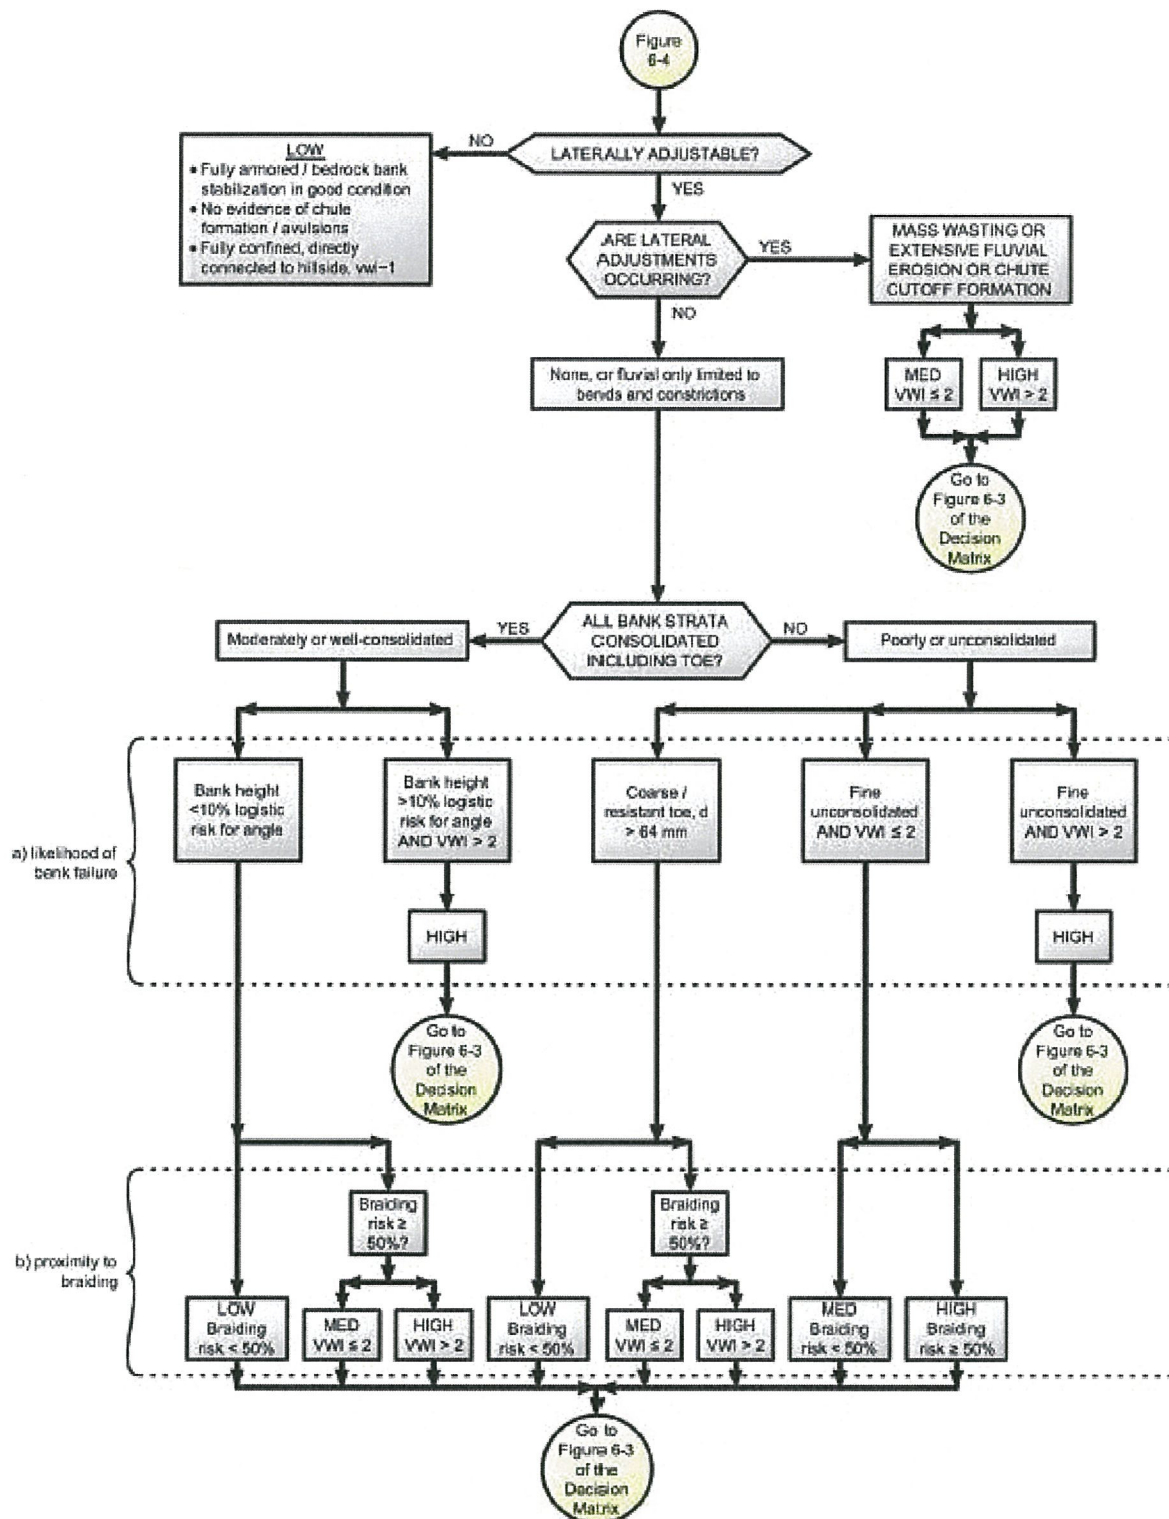 Figure
6-4
LATERALLY ADJUSTABLE?
NO
LOW
• Fully armored / bedrock bank
stabilization in good condition
• No evidence of chute
formation / avulsions
• Fully confined, directly
connected to hillside, vwi~1
YES
ARE LATERAL
ADJUSTMENTS
OCCURRING?
YES
MASS WASTING OR
EXTENSIVE FLUVIAL
EROSION OR CHUTE
CUTOFF FORMATION
NO
None, or fluvial only limited to
bends and constrictions
MED
VWI ≤ 2
HIGH
VWI > 2
Go to
Figure 6-3
of the
Decision
Matrix
ALL BANK STRATA
CONSOLIDATED
INCLUDING TOE?
YES
Moderately or well-consolidated
NO
Poorly or unconsolidated
a) likelihood of
bank failure
Bank height
<10% logistic
risk for angle
Bank height
>10% logistic
risk for angle
AND VWI > 2
Coarse /
resistant toe, d
> 64 mm
Fine
unconsolidated
AND VWI ≤ 2
Fine
unconsolidated
AND VWI > 2
HIGH
HIGH
Go to
Figure 6-3
of the
Decision
Matrix
Go to
Figure 6-3
of the
Decision
Matrix
b) proximity to
braiding
Braiding
risk ≥
50%?
Braiding
risk ≥
50%?
LOW
Braiding
risk < 50%
MED
VWI ≤ 2
HIGH
VWI > 2
LOW
Braiding
risk < 50%
MED
VWI ≤ 2
HIGH
VWI > 2
MED
Braiding
risk < 50%
HIGH
Braiding
risk ≥ 50%
Go to
Figure 6-3
of the
Decision
Matrix